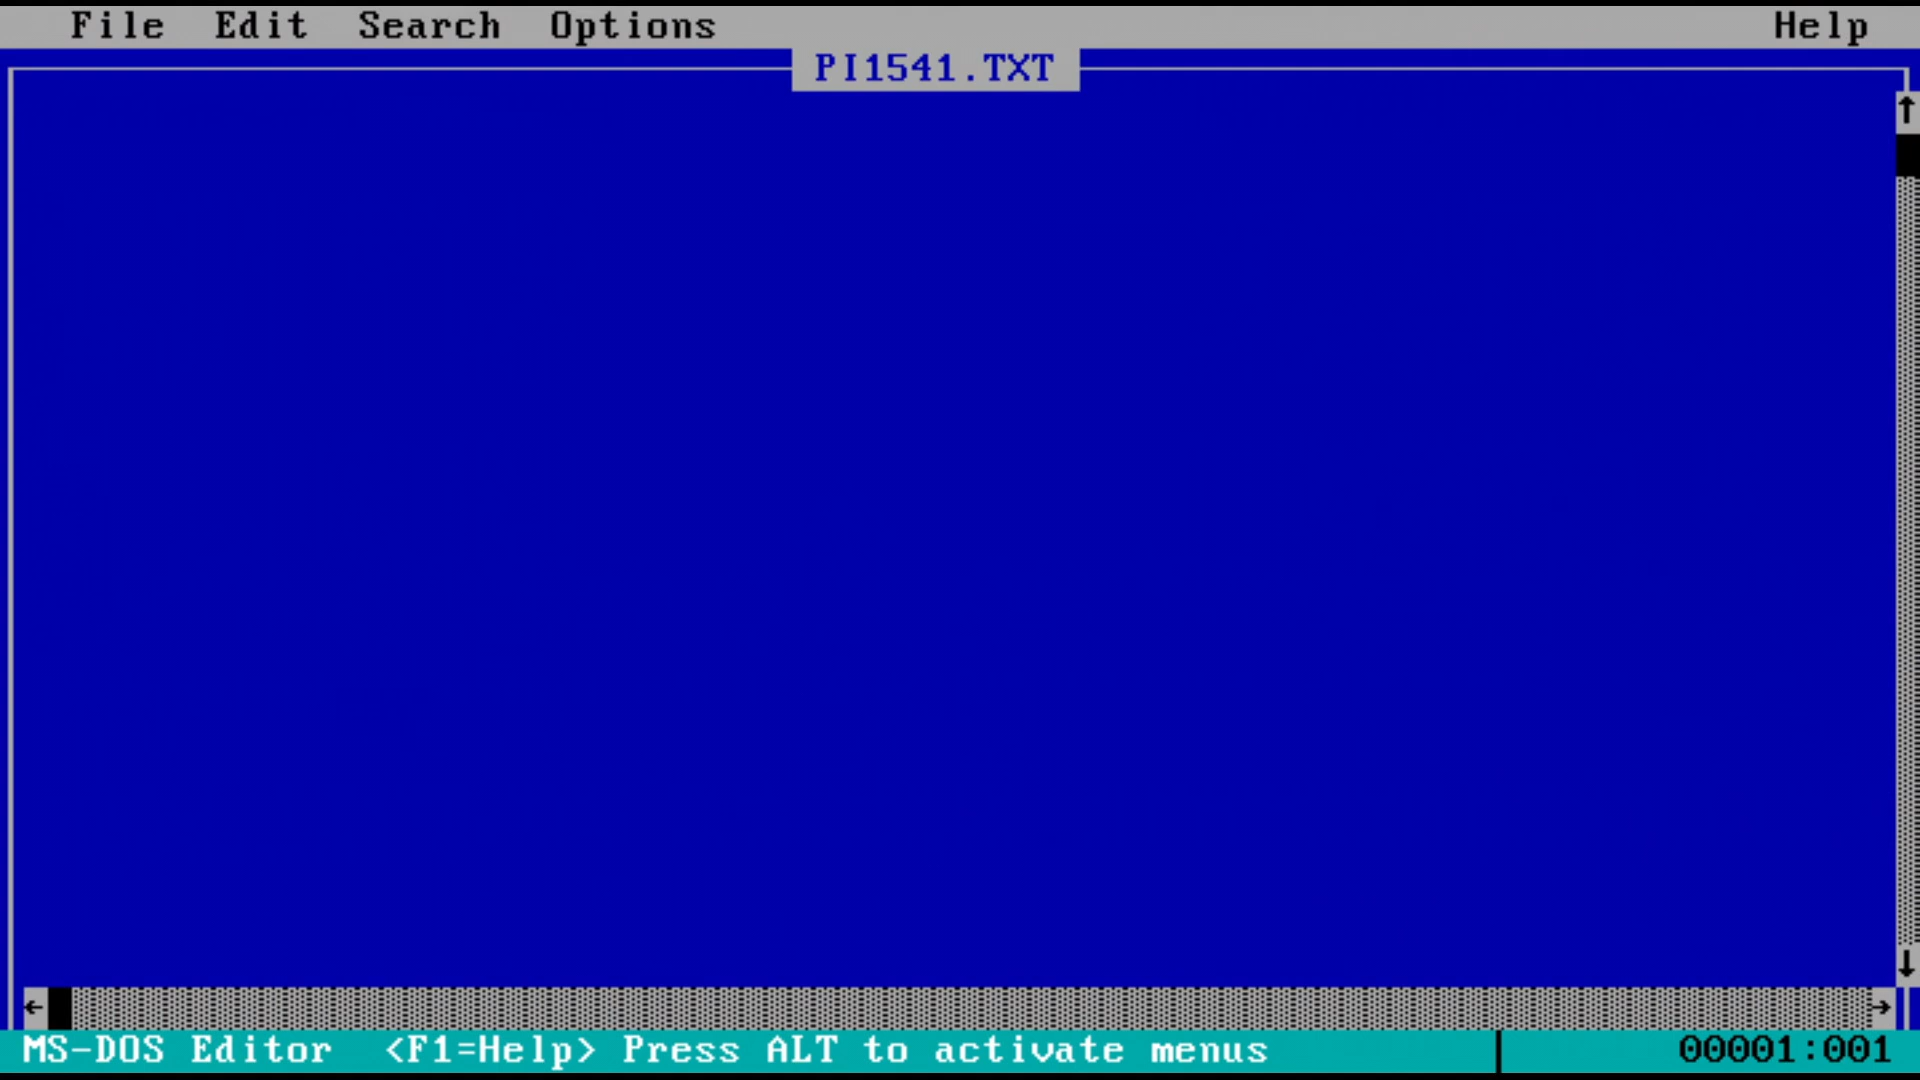 File Edit Search Options Help
PI1541.TXT
MS-DOS Editor <F1=Help> Press ALT to activate menus 00001:001